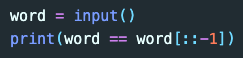 word = input()
print(word == word[::-1])